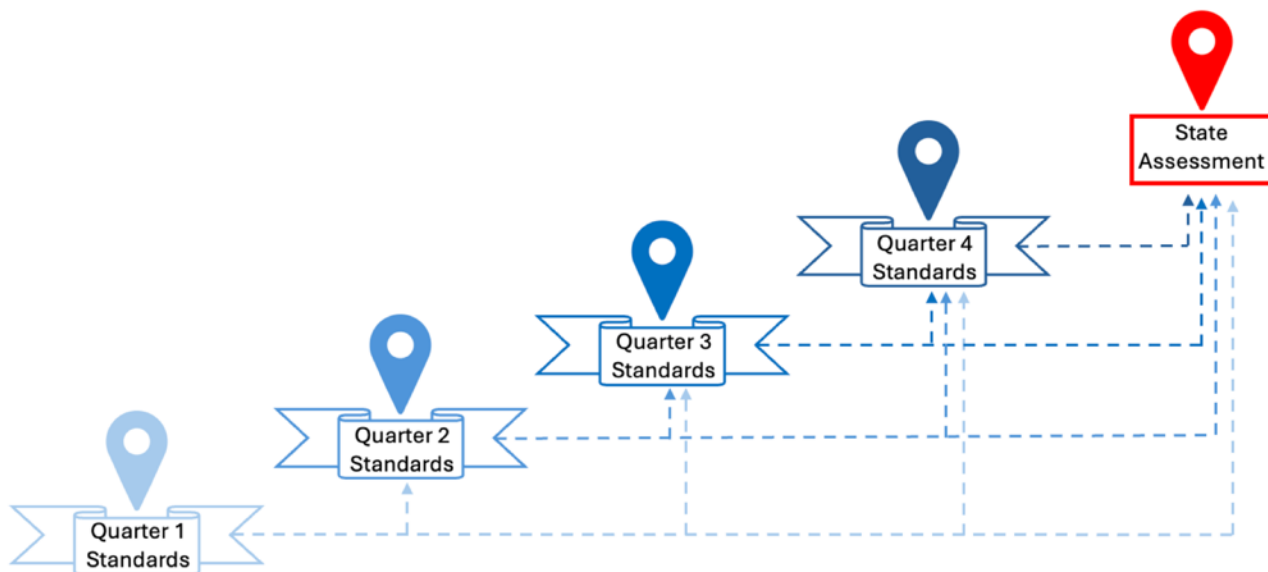 State
Assessment
Quarter 4
Standards
Quarter 3
Standards
Quarter 2
Standards
Quarter 1
Standards